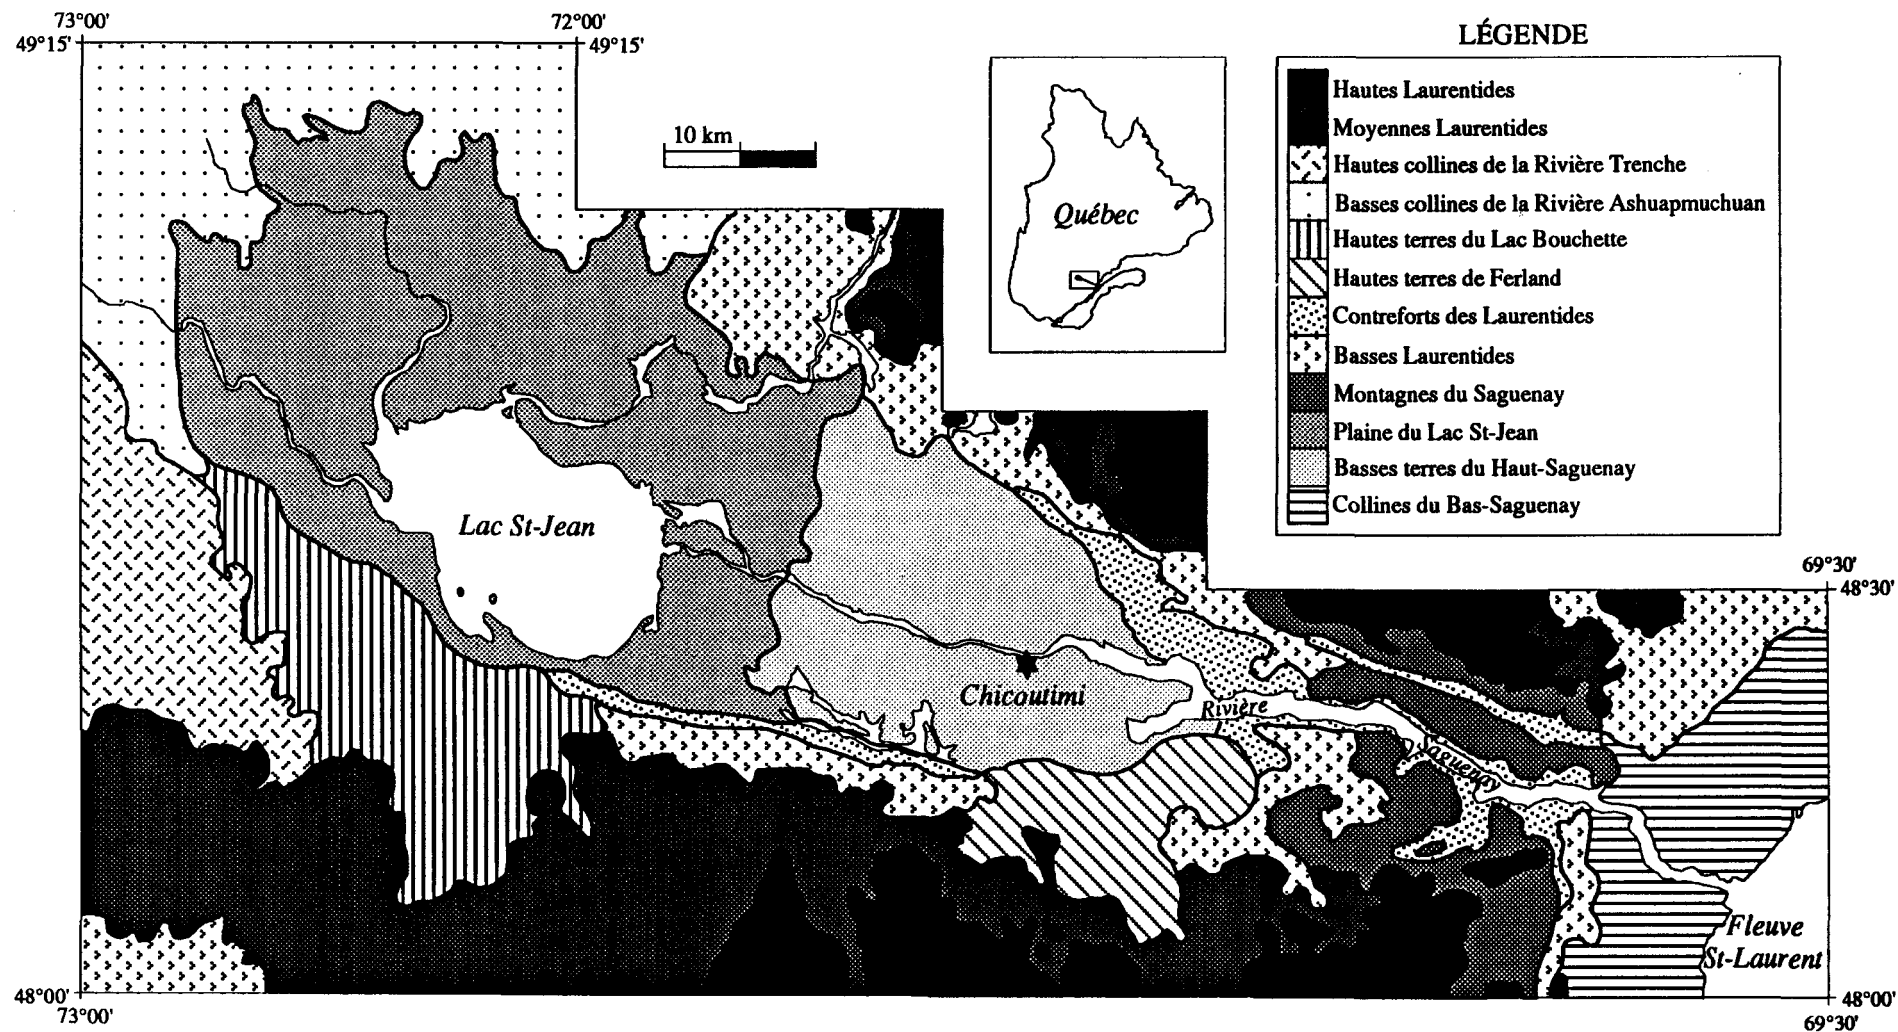 73°00'
72°00'
49°15'
49°15'
LÉGENDE
Hautes Laurentides
Moyennes Laurentides
Hautes collines de la Rivière Trenche
Basses collines de la Rivière Ashuapmuchuan
Hautes terres du Lac Bouchette
Hautes terres de Ferland
Contreforts des Laurentides
Basses Laurentides
Montagnes du Saguenay
Plaine du Lac St-Jean
Basses terres du Haut-Saguenay
Collines du Bas-Saguenay
10 km
Québec
Lac St-Jean
69°30'
48°30'
Chicoutimi
Rivière
Saguenay
Fleuve
St-Laurent
48°00'
73°00'
48°00'
69°30'